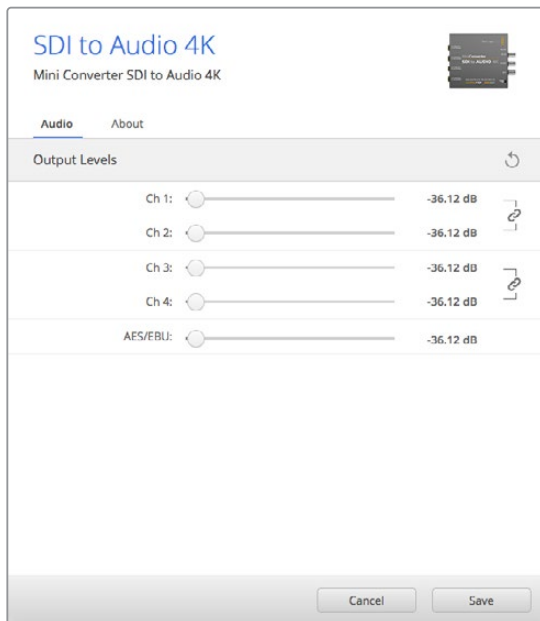 SDI to Audio 4K
Mini Converter SDI to Audio 4K
Audio About
Output Levels
Ch 1: -36.12 dB
Ch 2: -36.12 dB
Ch 3: -36.12 dB
Ch 4: -36.12 dB
AES/EBU: -36.12 dB
Cancel Save